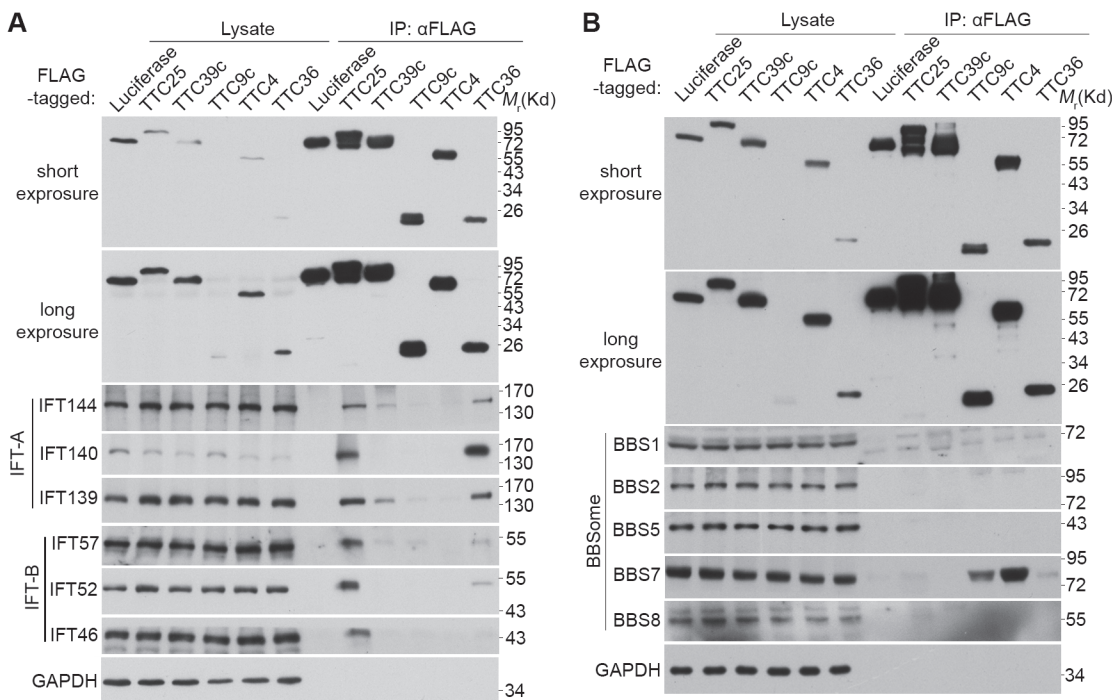 A
Lysate
IP: αFLAG
FLAG
-tagged:
Luciferase
TTC25
TTC39c
TTC9c
TTC4
TTC36
Luciferase
TTC25
TTC39c
TTC9c
TTC4
TTC36
Mr(Kd)
short
exposure
95
72
55
43
34
26
long
exposure
95
72
55
43
34
26
IFT-A
IFT144
170
130
IFT140
170
130
IFT139
170
130
IFT-B
IFT57
55
IFT52
55
43
IFT46
43
GAPDH
34
B
Lysate
IP: αFLAG
FLAG
-tagged:
Luciferase
TTC25
TTC39c
TTC9c
TTC4
TTC36
Luciferase
TTC25
TTC39c
TTC9c
TTC4
TTC36
Mr(Kd)
short
exposure
95
72
55
43
34
26
long
exposure
95
72
55
43
34
26
BBSome
BBS1
72
BBS2
95
72
BBS5
43
BBS7
95
72
BBS8
55
GAPDH
34